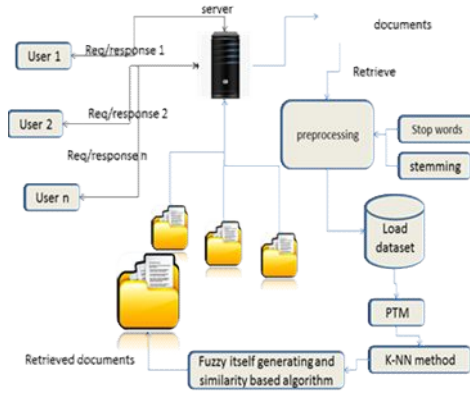 server
documents
User 1
Req/response 1
Retrieve
User 2
Req/response 2
preprocessing
Stop words
Req/response n
stemming
User n
Load
dataset
PTM
Retrieved documents
Fuzzy itself generating and
similarity based algorithm
K-NN method